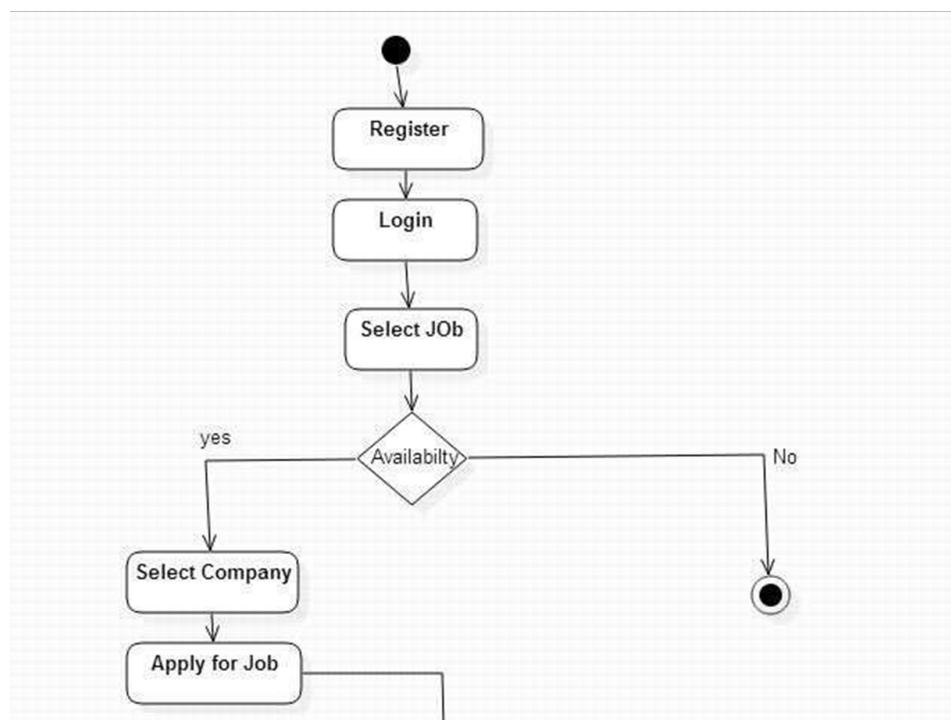 Register
Login
Select JOb
Availabilty
yes
No
Select Company
Apply for Job